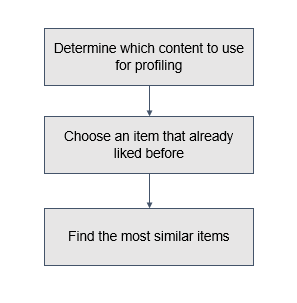 Determine which content to use
for profiling
Choose an item that already
liked before
Find the most similar items